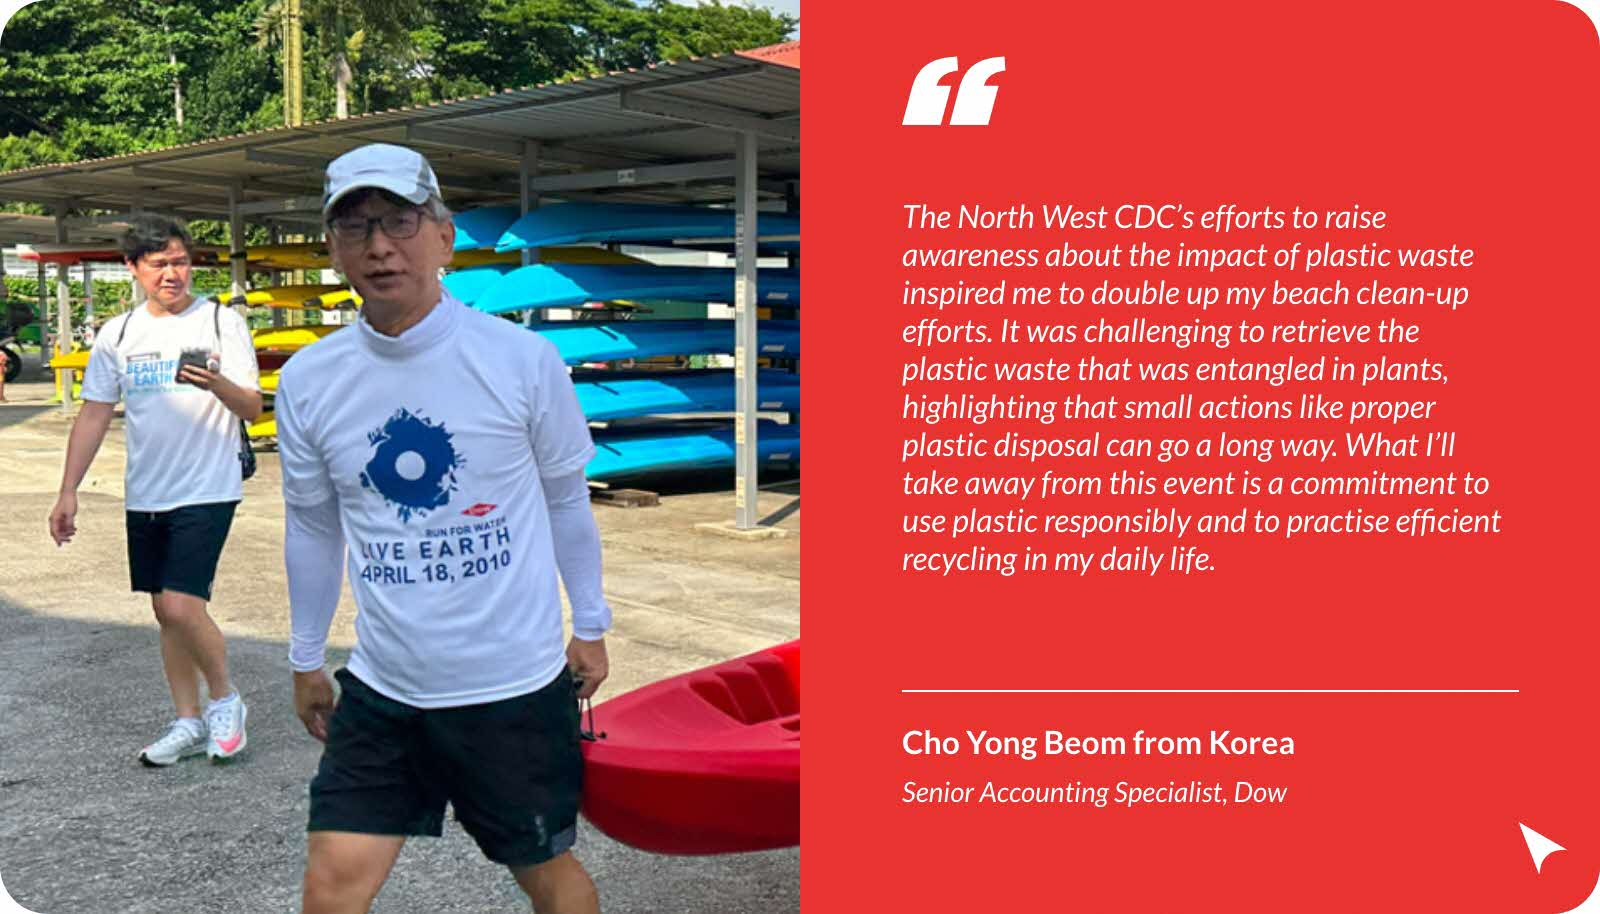 BEAUTIF
EARTH
RUN FOR WATER
LIVE EARTH
APRIL 18, 2010
The North West CDC’s efforts to raise
awareness about the impact of plastic waste
inspired me to double up my beach clean-up
efforts. It was challenging to retrieve the
plastic waste that was entangled in plants,
highlighting that small actions like proper
plastic disposal can go a long way. What I’ll
take away from this event is a commitment to
use plastic responsibly and to practise efficient
recycling in my daily life.
Cho Yong Beom from Korea
Senior Accounting Specialist, Dow